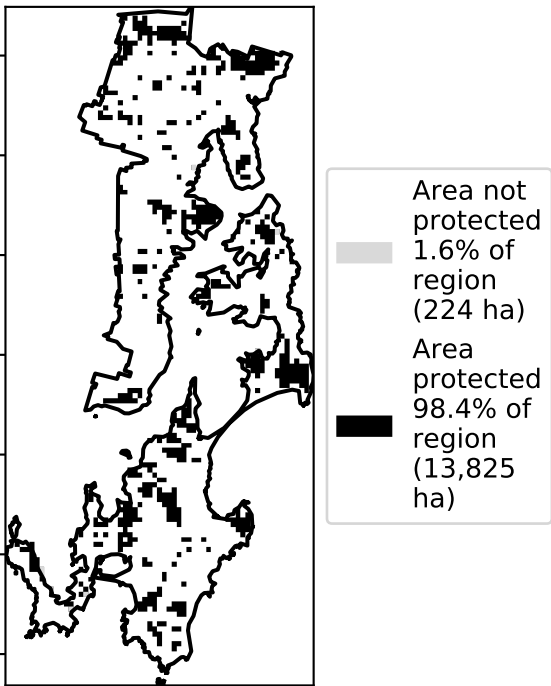 Area not
protected
1.6% of
region
(224 ha)
Area
protected
98.4% of
region
(13,825
ha)